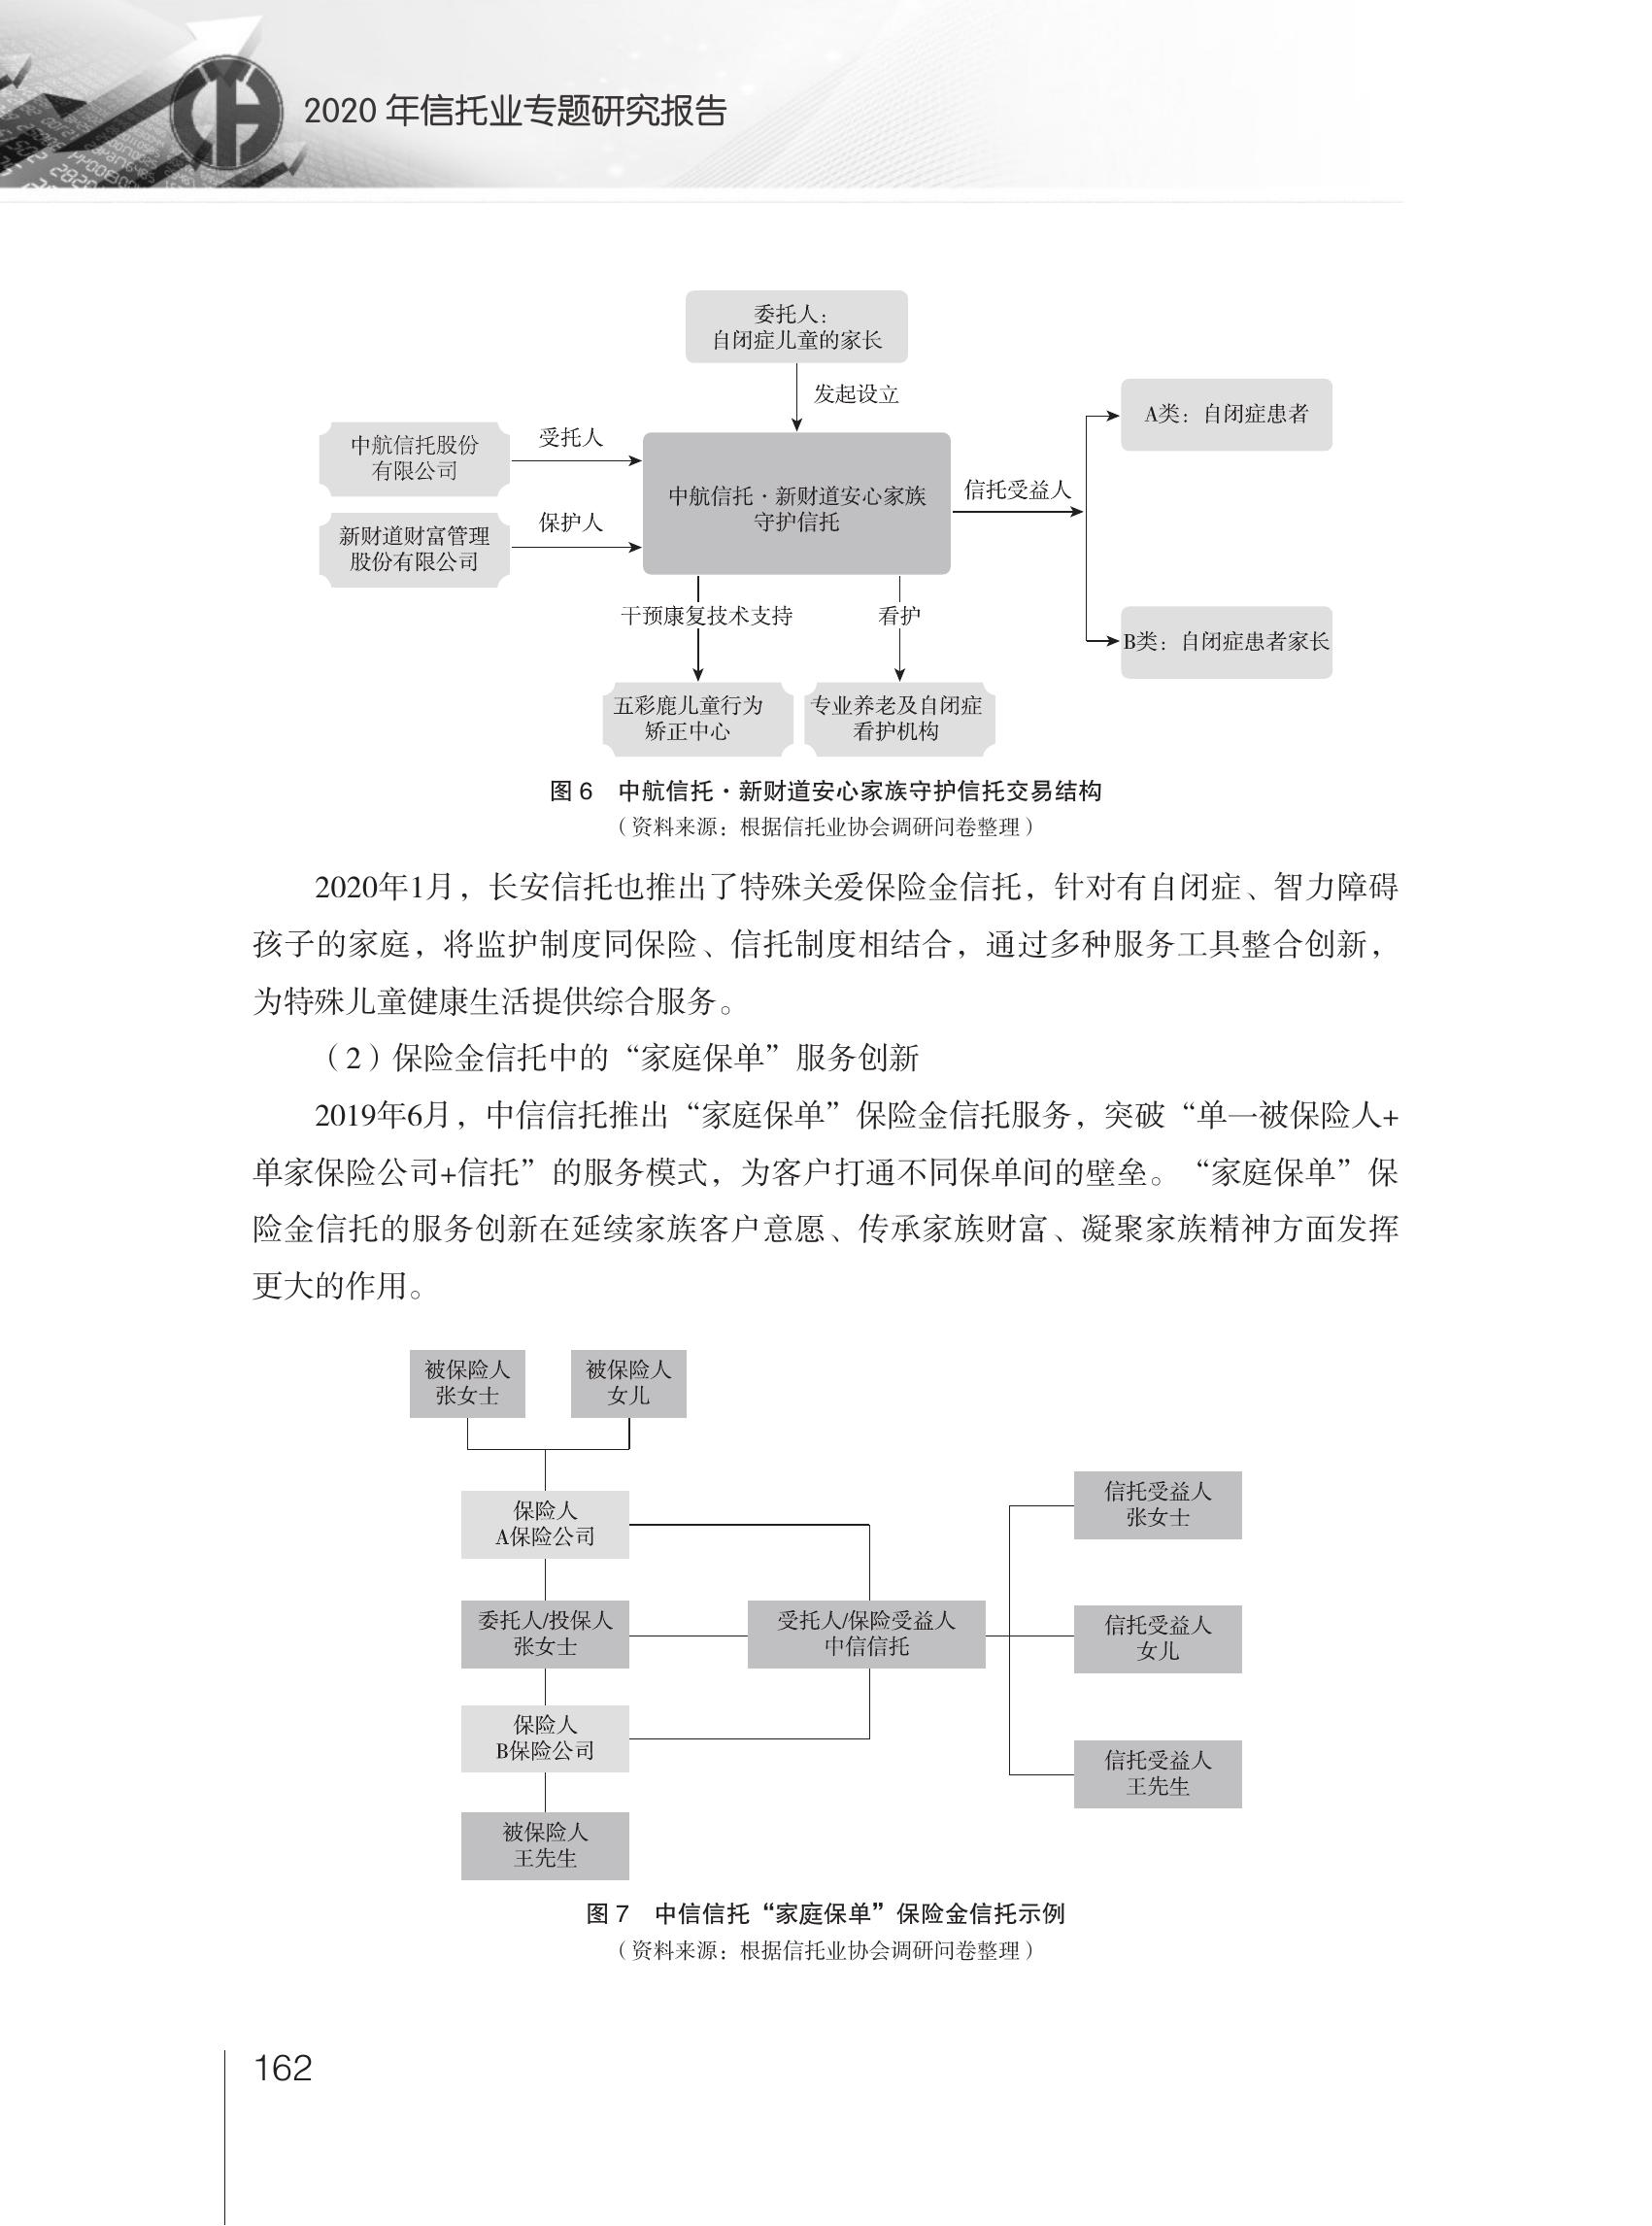 2020 年信托业专题研究报告
委托人：
自闭症儿童的家长
发起设立
A类：自闭症患者
中航信托股份
有限公司
受托人
中航信托·新财道安心家族
守护信托
信托受益人
新财道财富管理
股份有限公司
保护人
干预康复技术支持
看护
B类：自闭症患者家长
五彩鹿儿童行为
矫正中心
专业养老及自闭症
看护机构
图 6　中航信托·新财道安心家族守护信托交易结构
（资料来源：根据信托业协会调研问卷整理）
2020年1月，长安信托也推出了特殊关爱保险金信托，针对有自闭症、智力障碍
孩子的家庭，将监护制度同保险、信托制度相结合，通过多种服务工具整合创新，
为特殊儿童健康生活提供综合服务。
（2）保险金信托中的“家庭保单”服务创新
2019年6月，中信信托推出“家庭保单”保险金信托服务，突破“单一被保险人+
单家保险公司+信托”的服务模式，为客户打通不同保单间的壁垒。“家庭保单”保
险金信托的服务创新在延续家族客户意愿、传承家族财富、凝聚家族精神方面发挥
更大的作用。
被保险人
张女士
被保险人
女儿
保险人
A保险公司
信托受益人
张女士
委托人/投保人
张女士
受托人/保险受益人
中信信托
信托受益人
女儿
保险人
B保险公司
信托受益人
王先生
被保险人
王先生
图 7　中信信托“家庭保单”保险金信托示例
（资料来源：根据信托业协会调研问卷整理）
162